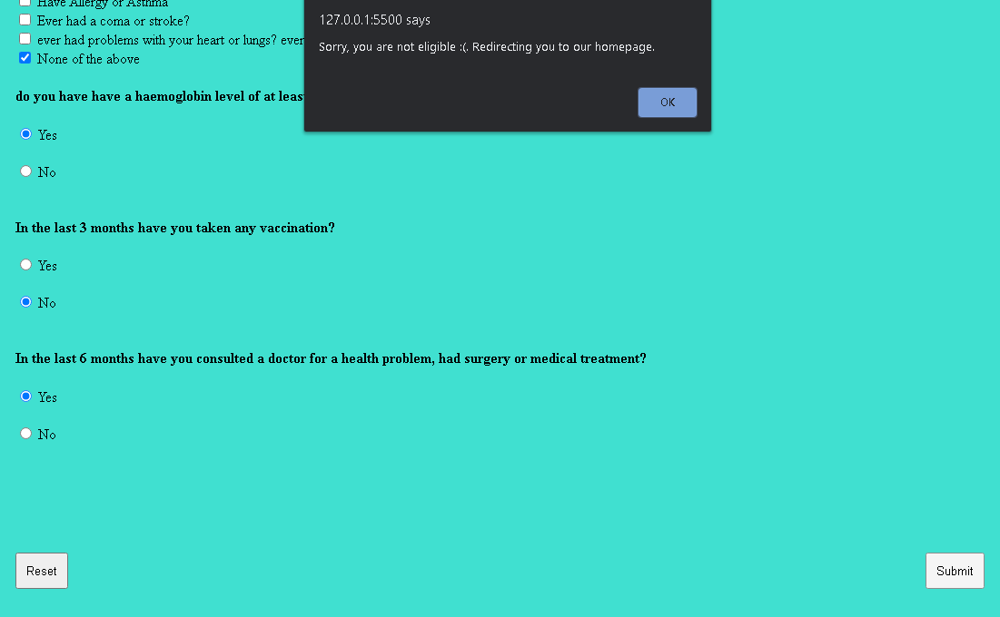 Have Allergy or Asthma
Ever had a coma or stroke?
ever had problems with your heart or lungs? ever
None of the above
127.0.0.1:5500 says
Sorry, you are not eligible :(. Redirecting you to our homepage.
OK
do you have have a haemoglobin level of at least
Yes
No
In the last 3 months have you taken any vaccination?
Yes
No
In the last 6 months have you consulted a doctor for a health problem, had surgery or medical treatment?
Yes
No
Reset
Submit